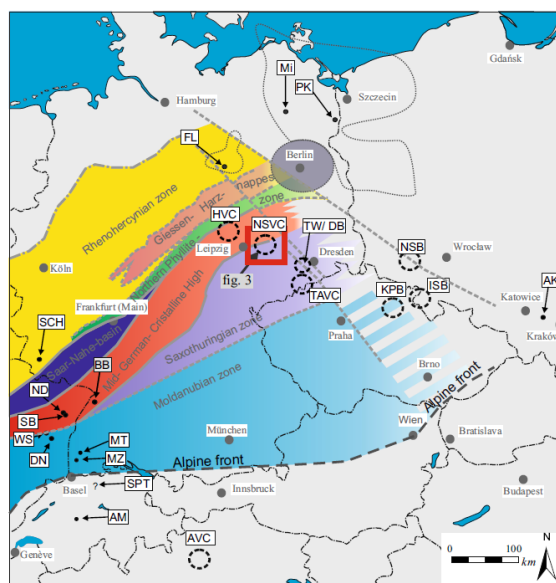 Gdańsk
Mi
PK
Szczecin
Hamburg
FL
Berlin
Rhenohercynian zone
Giessen- Harz- nappes
Northern Phyllite zone
HVC
NSVC
Leipzig
TW/ DB
Dresden
NSB
Wrocław
fig. 3
Köln
TAVC
KPB
ISB
Katowice
AK
Kraków
Frankfurt (Main)
Mid- German- Cristalline High
Saxothuringian zone
Praha
SCH
Saar-Nahe-basin
Moldanubian zone
ND
BB
Brno
SB
WS
DN
MT
MZ
München
Wien
Alpine front
Bratislava
Alpine front
Basel
?
SPT
Innsbruck
Budapest
AM
Genève
AVC
N
0
100
km